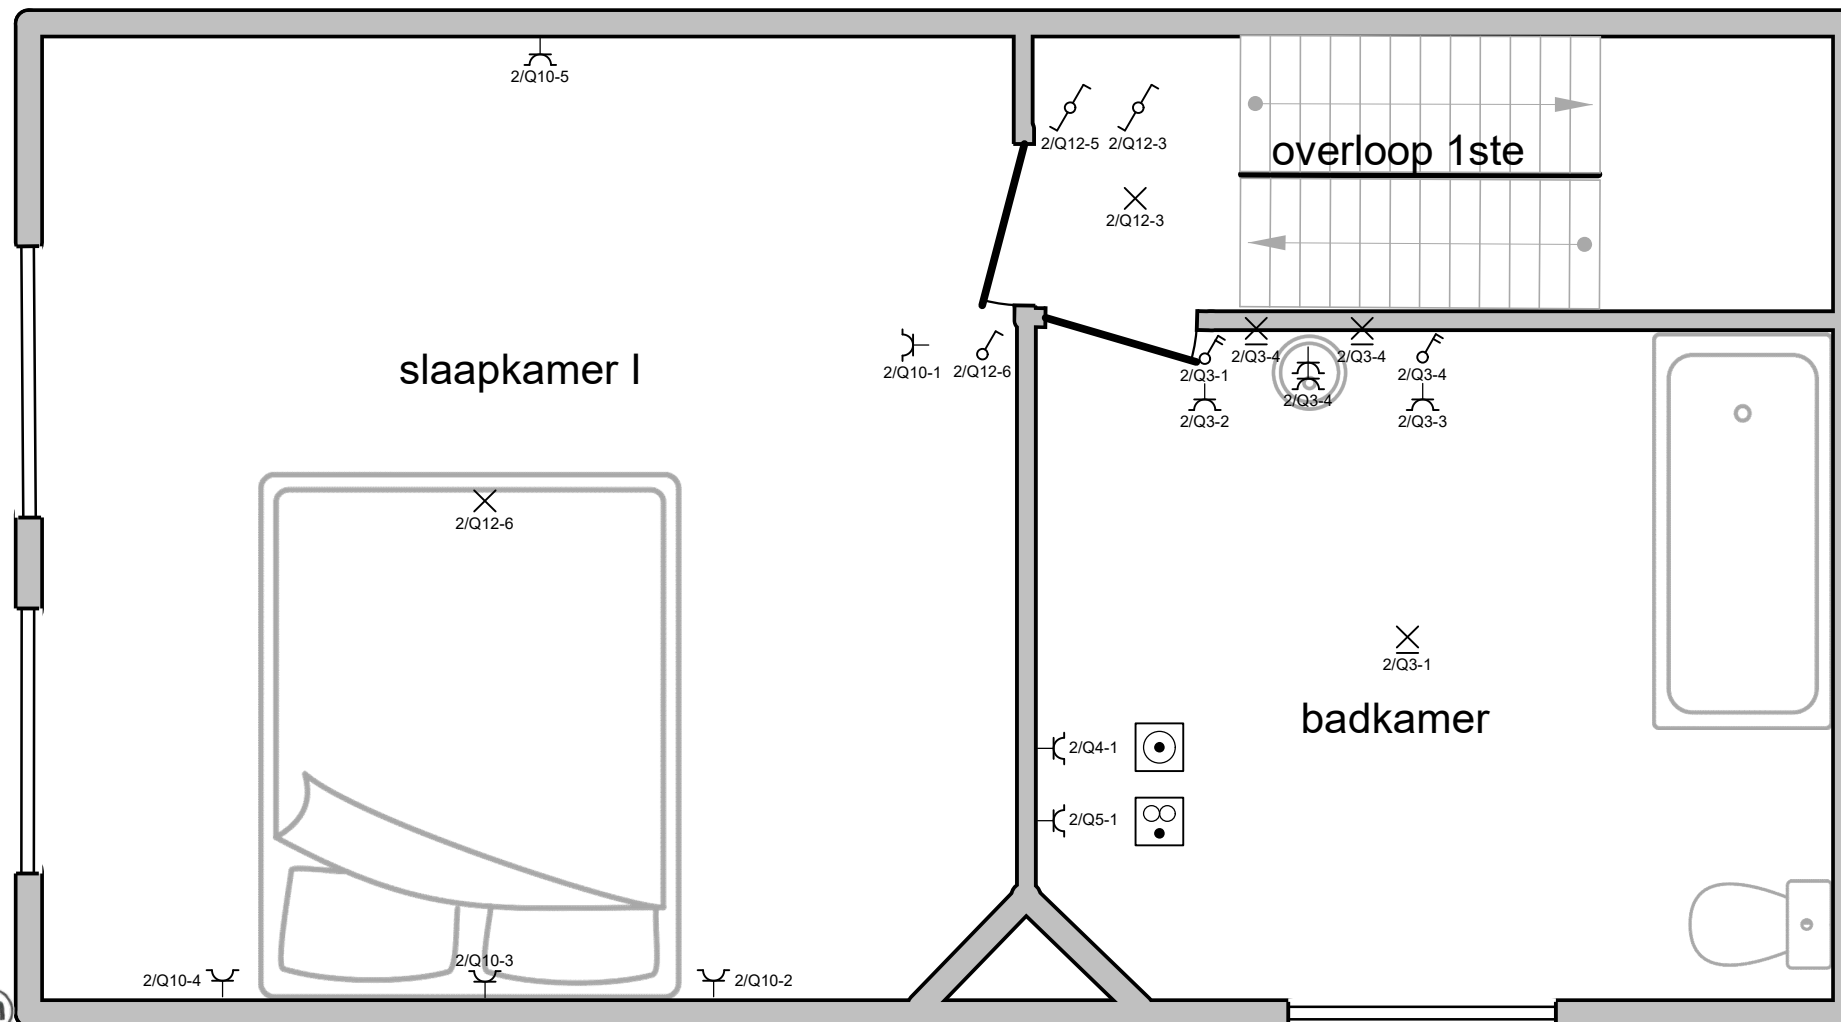 2/Q10-5
2/Q12-5
2/Q12-3
overloop 1ste
2/Q12-3
slaapkamer I
2/Q10-1
2/Q12-6
2/Q3-1
2/Q3-4
2/Q3-4
2/Q3-4
2/Q3-4
2/Q3-2
2/Q3-3
2/Q12-6
2/Q3-1
badkamer
2/Q4-1
2/Q5-1
2/Q10-4
2/Q10-3
2/Q10-2